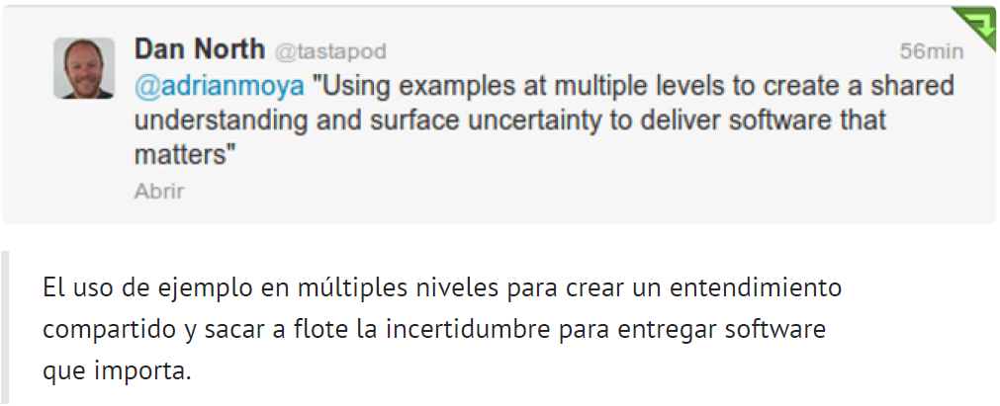 Dan North @tastapod 56min
@adrianmoya "Using examples at multiple levels to create a shared
understanding and surface uncertainty to deliver software that
matters"
Abrir
El uso de ejemplo en múltiples niveles para crear un entendimiento
compartido y sacar a flote la incertidumbre para entregar software
que importa.